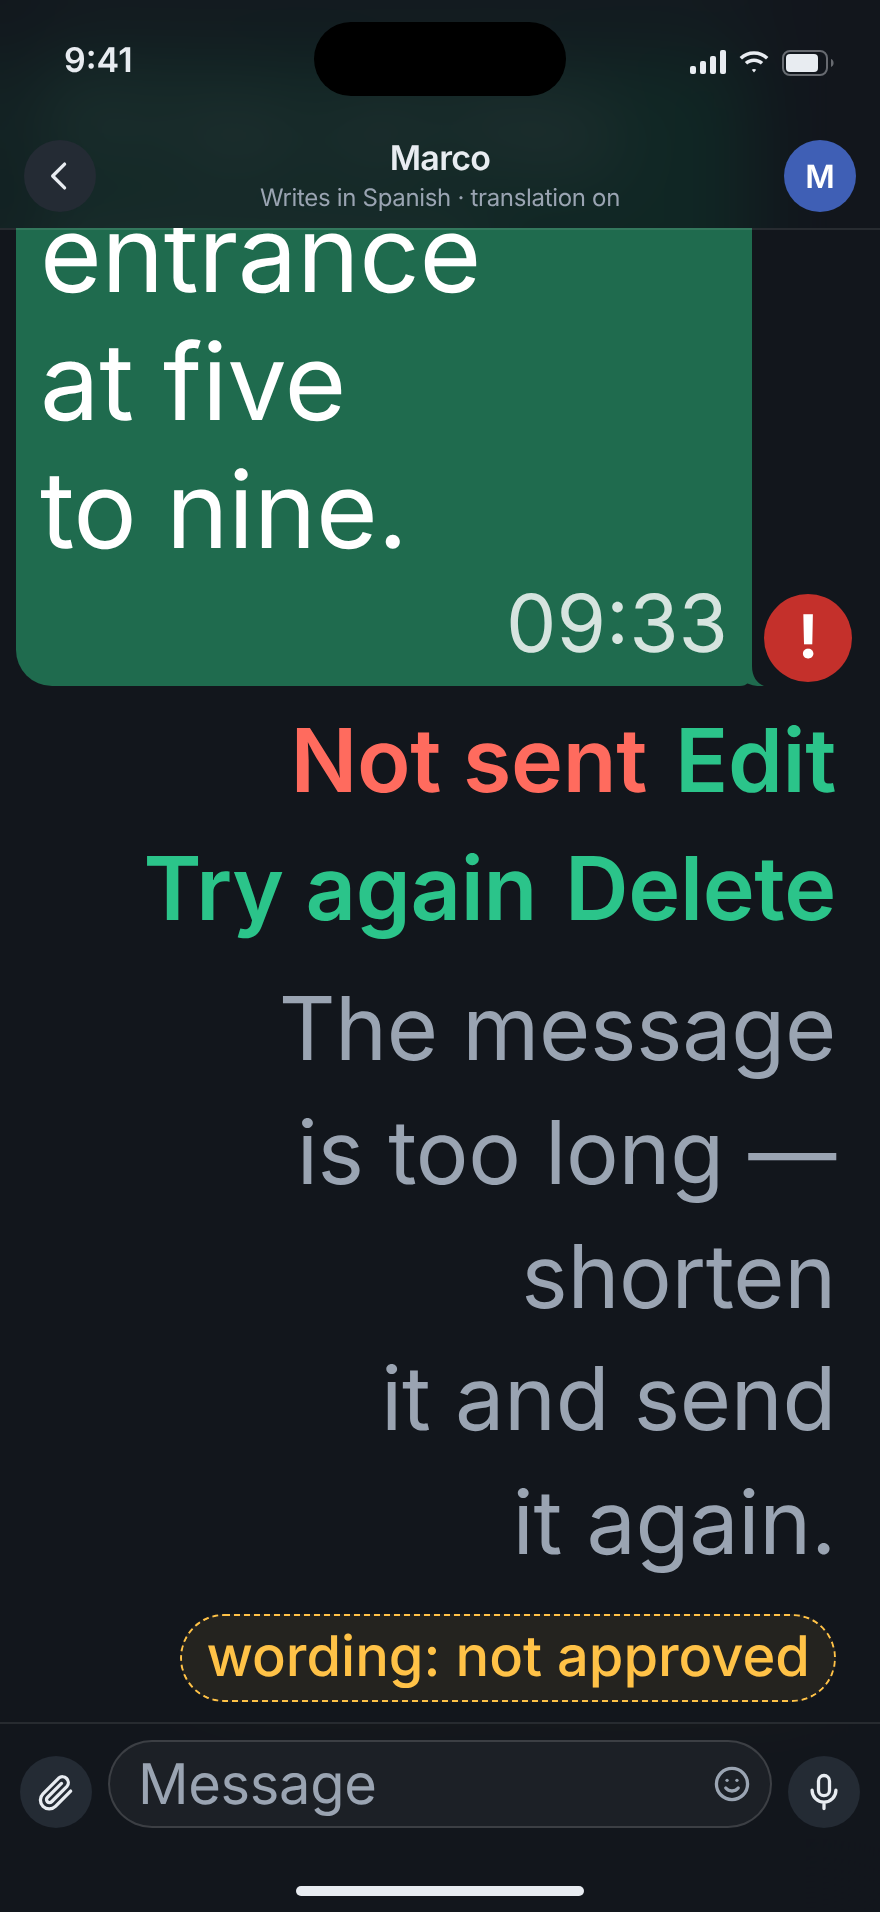 9:41
Marco
Writes in Spanish · translation on
M
entrance
at five
to nine.
09:33
!
Not sent Edit
Try again Delete
The message
is too long —
shorten
it and send
it again.
wording: not approved
Message